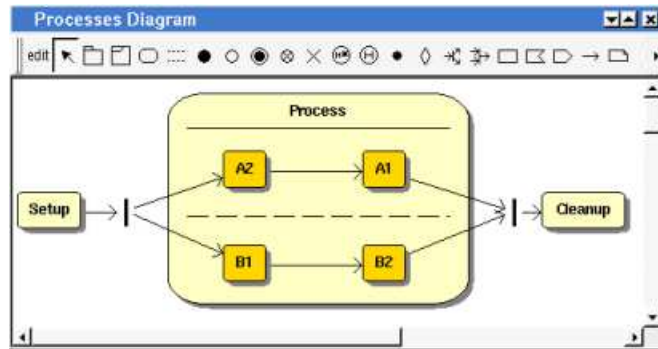 Processes Diagram
edit
Process
A2
A1
Setup
Cleanup
B1
B2